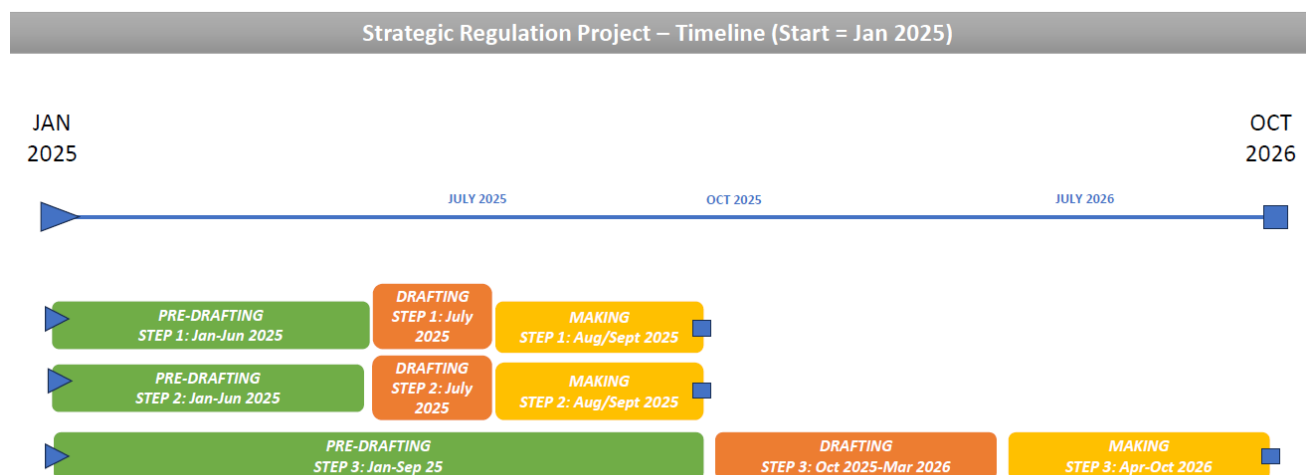 Strategic Regulation Project – Timeline (Start = Jan 2025)
JAN
2025
OCT
2026
JULY 2025
OCT 2025
JULY 2026
PRE-DRAFTING
STEP 1: Jan-Jun 2025
DRAFTING
STEP 1: July
2025
MAKING
STEP 1: Aug/Sept 2025
PRE-DRAFTING
STEP 2: Jan-Jun 2025
DRAFTING
STEP 2: July
2025
MAKING
STEP 2: Aug/Sept 2025
PRE-DRAFTING
STEP 3: Jan-Sep 25
DRAFTING
STEP 3: Oct 2025-Mar 2026
MAKING
STEP 3: Apr-Oct 2026